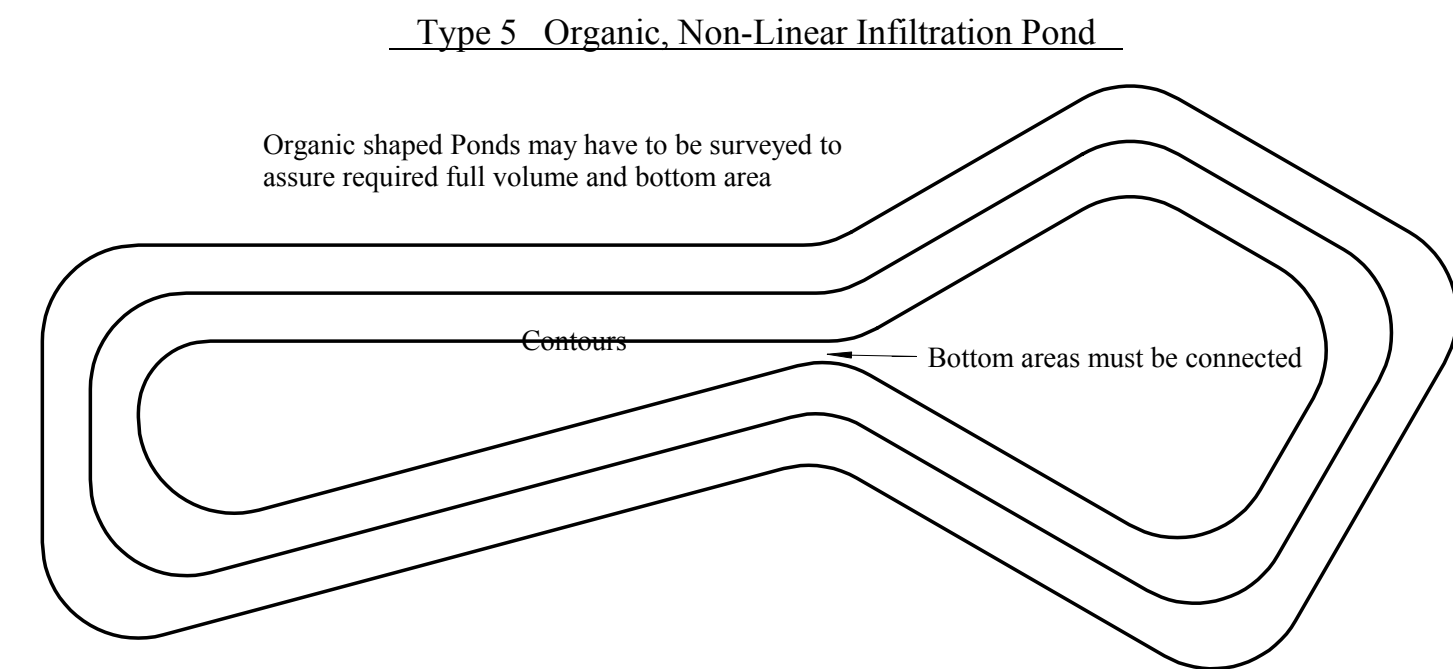 Type 5 Organic, Non-Linear Infiltration Pond
Organic shaped Ponds may have to be surveyed to
assure required full volume and bottom area
Contours
Bottom areas must be connected